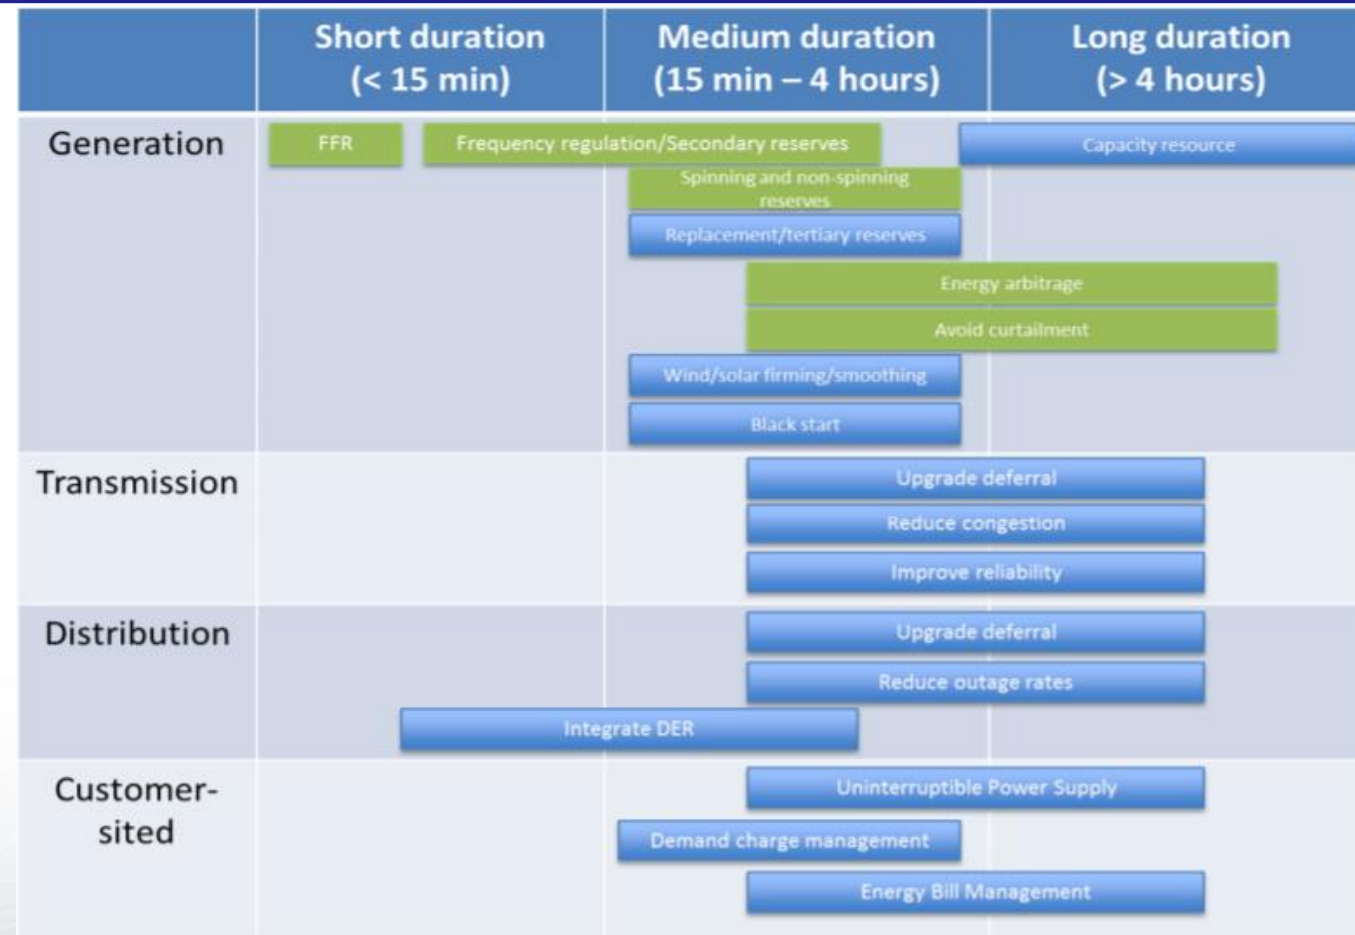 Short duration
(< 15 min)
Medium duration
(15 min – 4 hours)
Long duration
(> 4 hours)
Generation
FFR
Frequency regulation/Secondary reserves
Capacity resource
Spinning and non-spinning
reserves
Replacement/tertiary reserves
Energy arbitrage
Avoid curtailment
Wind/solar firming/smoothing
Black start
Transmission
Upgrade deferral
Reduce congestion
Improve reliability
Distribution
Upgrade deferral
Reduce outage rates
Integrate DER
Customer-
sited
Uninterruptible Power Supply
Demand charge management
Energy Bill Management